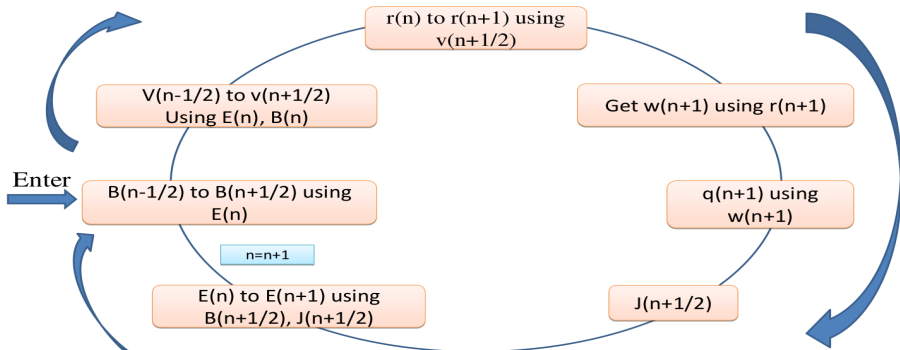 Enter
B(n-1/2) to B(n+1/2) using
E(n)
V(n-1/2) to v(n+1/2)
Using E(n), B(n)
r(n) to r(n+1) using
v(n+1/2)
Get w(n+1) using r(n+1)
q(n+1) using
w(n+1)
J(n+1/2)
E(n) to E(n+1) using
B(n+1/2), J(n+1/2)
n=n+1